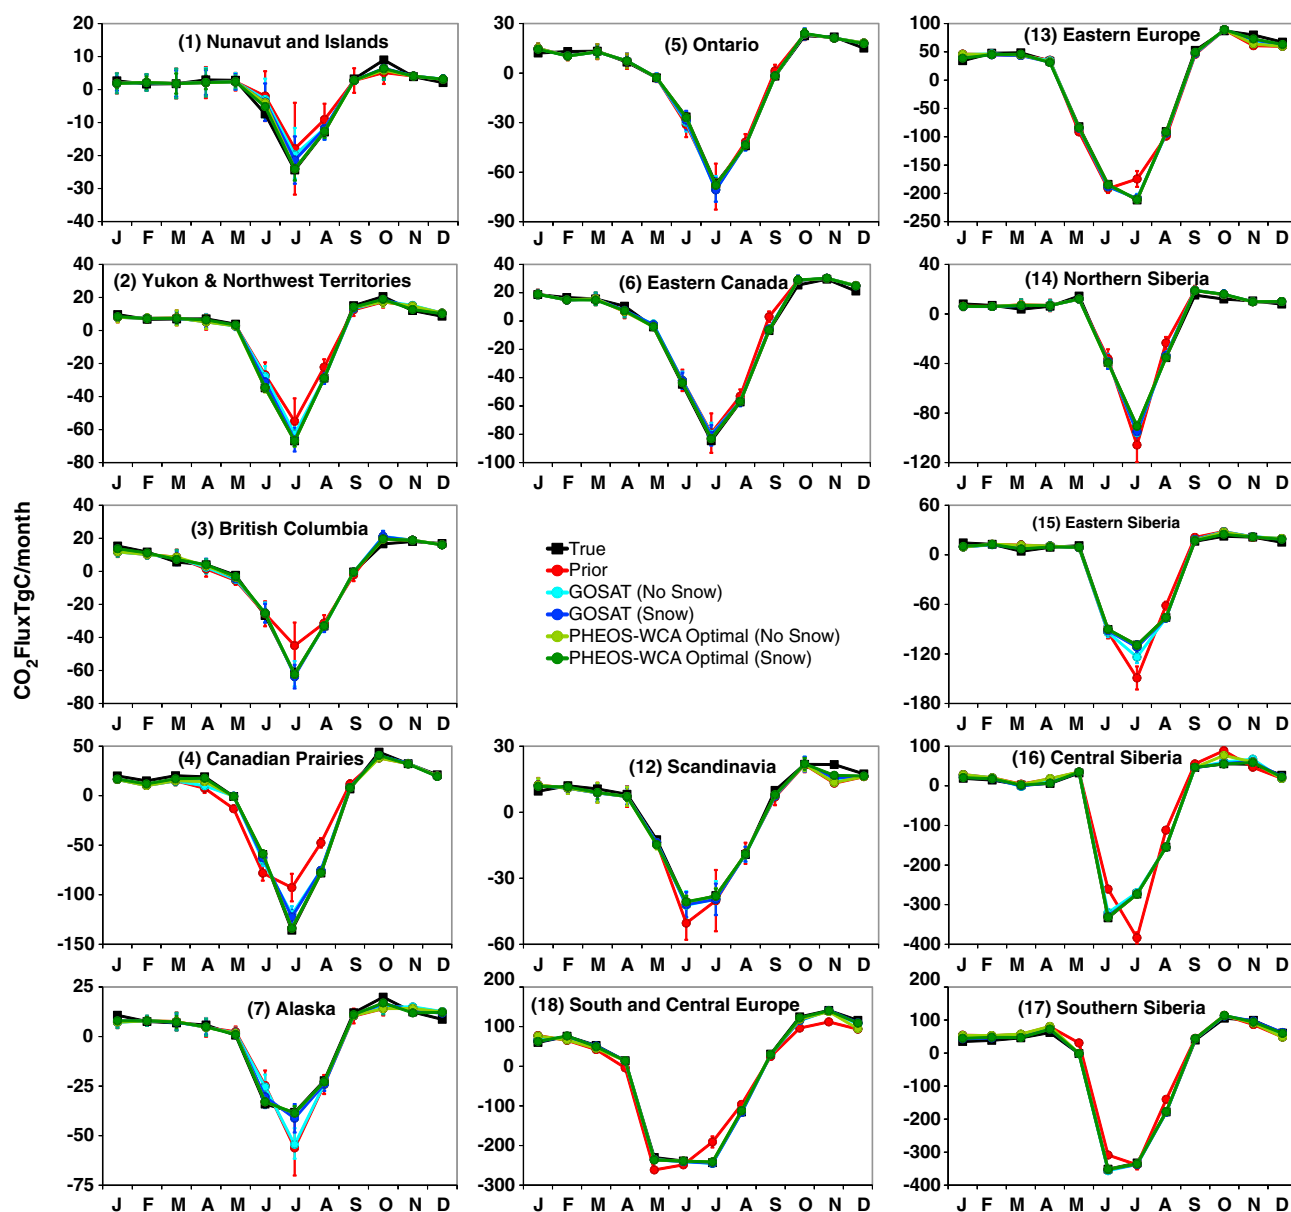 CO2FluxTgC/month
(1) Nunavut and Islands
20
10
0
-10
-20
-30
-40
J F M A M J J A S O N D
(5) Ontario
30
0
-30
-60
-90
J F M A M J J A S O N D
(13) Eastern Europe
100
50
0
-50
-100
-150
-200
-250
J F M A M J J A S O N D
(2) Yukon & Northwest Territories
40
20
0
-20
-40
-60
-80
J F M A M J J A S O N D
(6) Eastern Canada
40
20
0
-20
-40
-60
-80
-100
J F M A M J J A S O N D
(14) Northern Siberia
40
0
-40
-80
-120
J F M A M J J A S O N D
(3) British Columbia
40
20
0
-20
-40
-60
-80
J F M A M J J A S O N D
True
Prior
GOSAT (No Snow)
GOSAT (Snow)
PHEOS-WCA Optimal (No Snow)
PHEOS-WCA Optimal (Snow)
(15) Eastern Siberia
60
0
-60
-120
-180
J F M A M J J A S O N D
(4) Canadian Prairies
50
0
-50
-100
-150
J F M A M J J A S O N D
(12) Scandinavia
30
0
-30
-60
J F M A M J J A S O N D
(16) Central Siberia
100
0
-100
-200
-300
-400
J F M A M J J A S O N D
(7) Alaska
25
0
-25
-50
-75
J F M A M J J A S O N D
(18) South and Central Europe
200
100
0
-100
-200
-300
J F M A M J J A S O N D
(17) Southern Siberia
200
100
0
-100
-200
-300
-400
J F M A M J J A S O N D